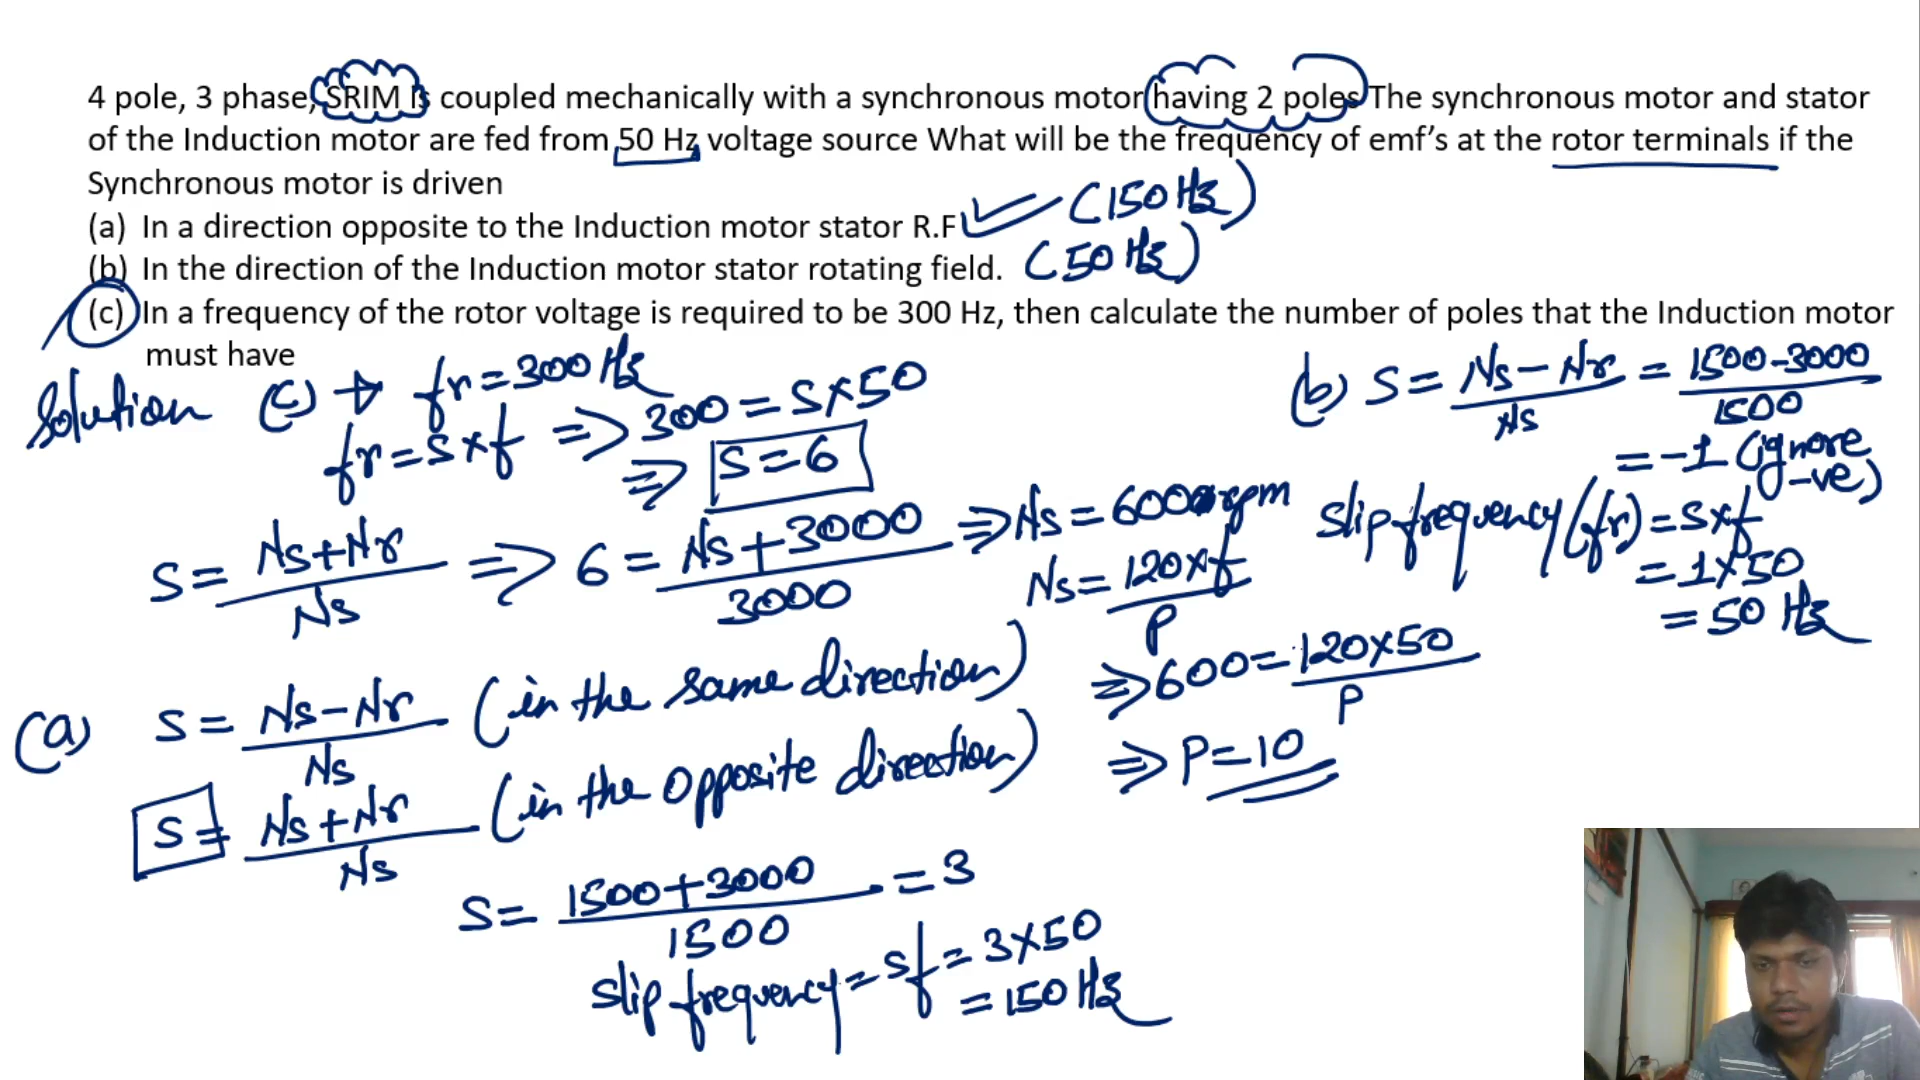 4 pole, 3 phase, SRIM is coupled mechanically with a synchronous motor having 2 poles The synchronous motor and stator
of the Induction motor are fed from 50 Hz voltage source What will be the frequency of emf’s at the rotor terminals if the
Synchronous motor is driven
(a) In a direction opposite to the Induction motor stator R.F (150 Hz)
(b) In the direction of the Induction motor stator rotating field. (50 Hz)
(c) In a frequency of the rotor voltage is required to be 300 Hz, then calculate the number of poles that the Induction motor
must have
Solution (c) → fr = 300 Hz
fr = s×f ⇒ 300 = s×50
⇒ s = 6
s = Ns+Nr / Ns ⇒ 6 = Ns+3000 / 3000 ⇒ Ns = 600 rpm
Ns = 120×f / P
⇒ 600 = 120×50 / P
⇒ P = 10
(a) s = Ns-Nr / Ns (in the same direction)
s = Ns+Nr / Ns (in the opposite direction)
s = 1500+3000 / 1500 = 3
slip frequency = sf = 3×50
= 150 Hz
(b) s = Ns-Nr / Ns = 1500-3000 / 1500
= -1 (ignore -ve)
slip frequency (fr) = s×f
= 1×50
= 50 Hz